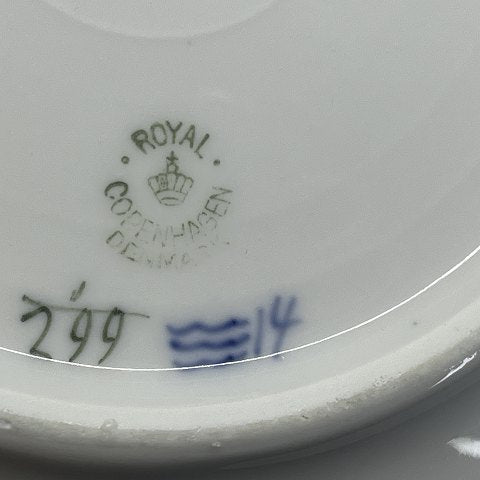 ROYAL
COPENHAGEN
DENMARK
299 14